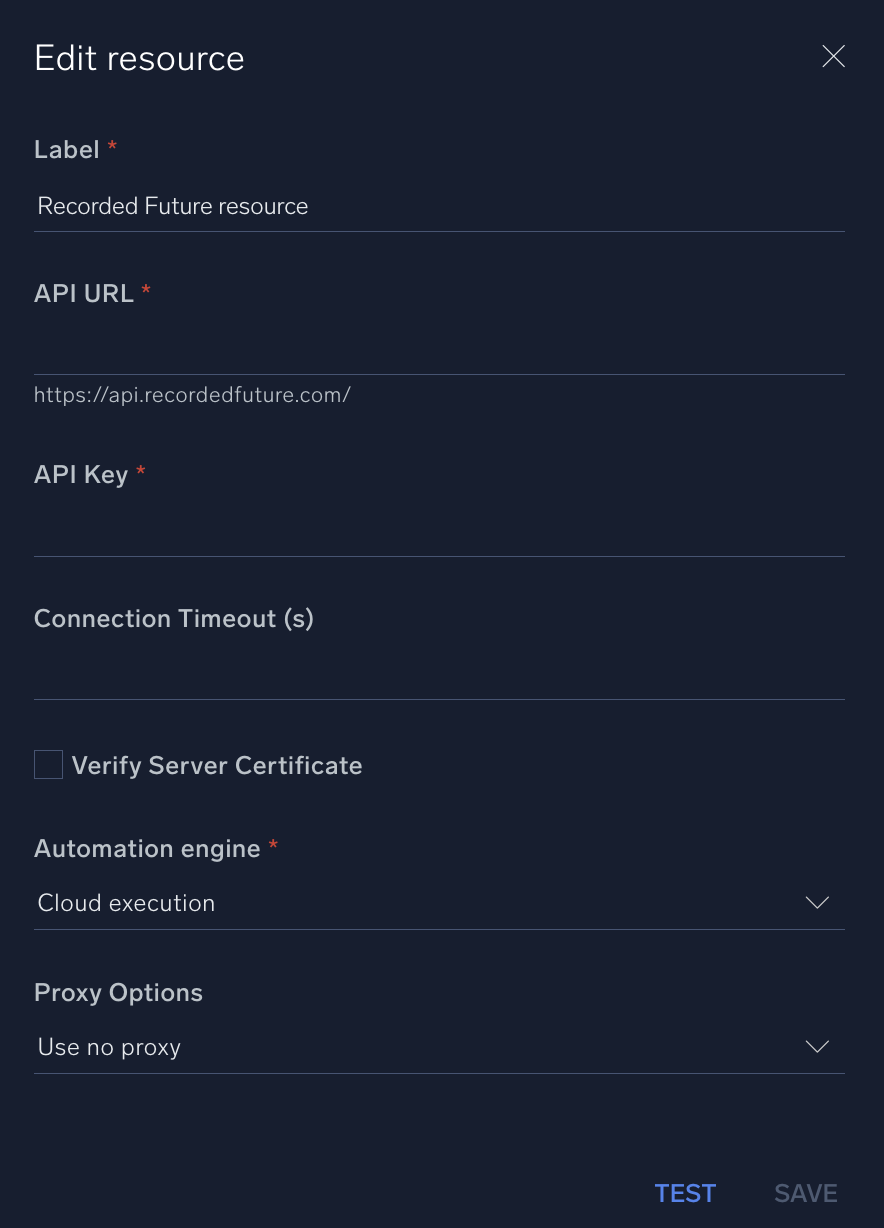 Edit resource
Label *
Recorded Future resource
API URL *
https://api.recordedfuture.com/
API Key *
Connection Timeout (s)
Verify Server Certificate
Automation engine *
Cloud execution
Proxy Options
Use no proxy
TEST SAVE